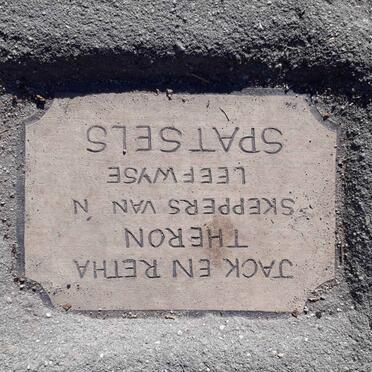 JACK EN RETHA
THERON
SKEPPERS VAN 'N
LEEFWYSE
SPATSELS